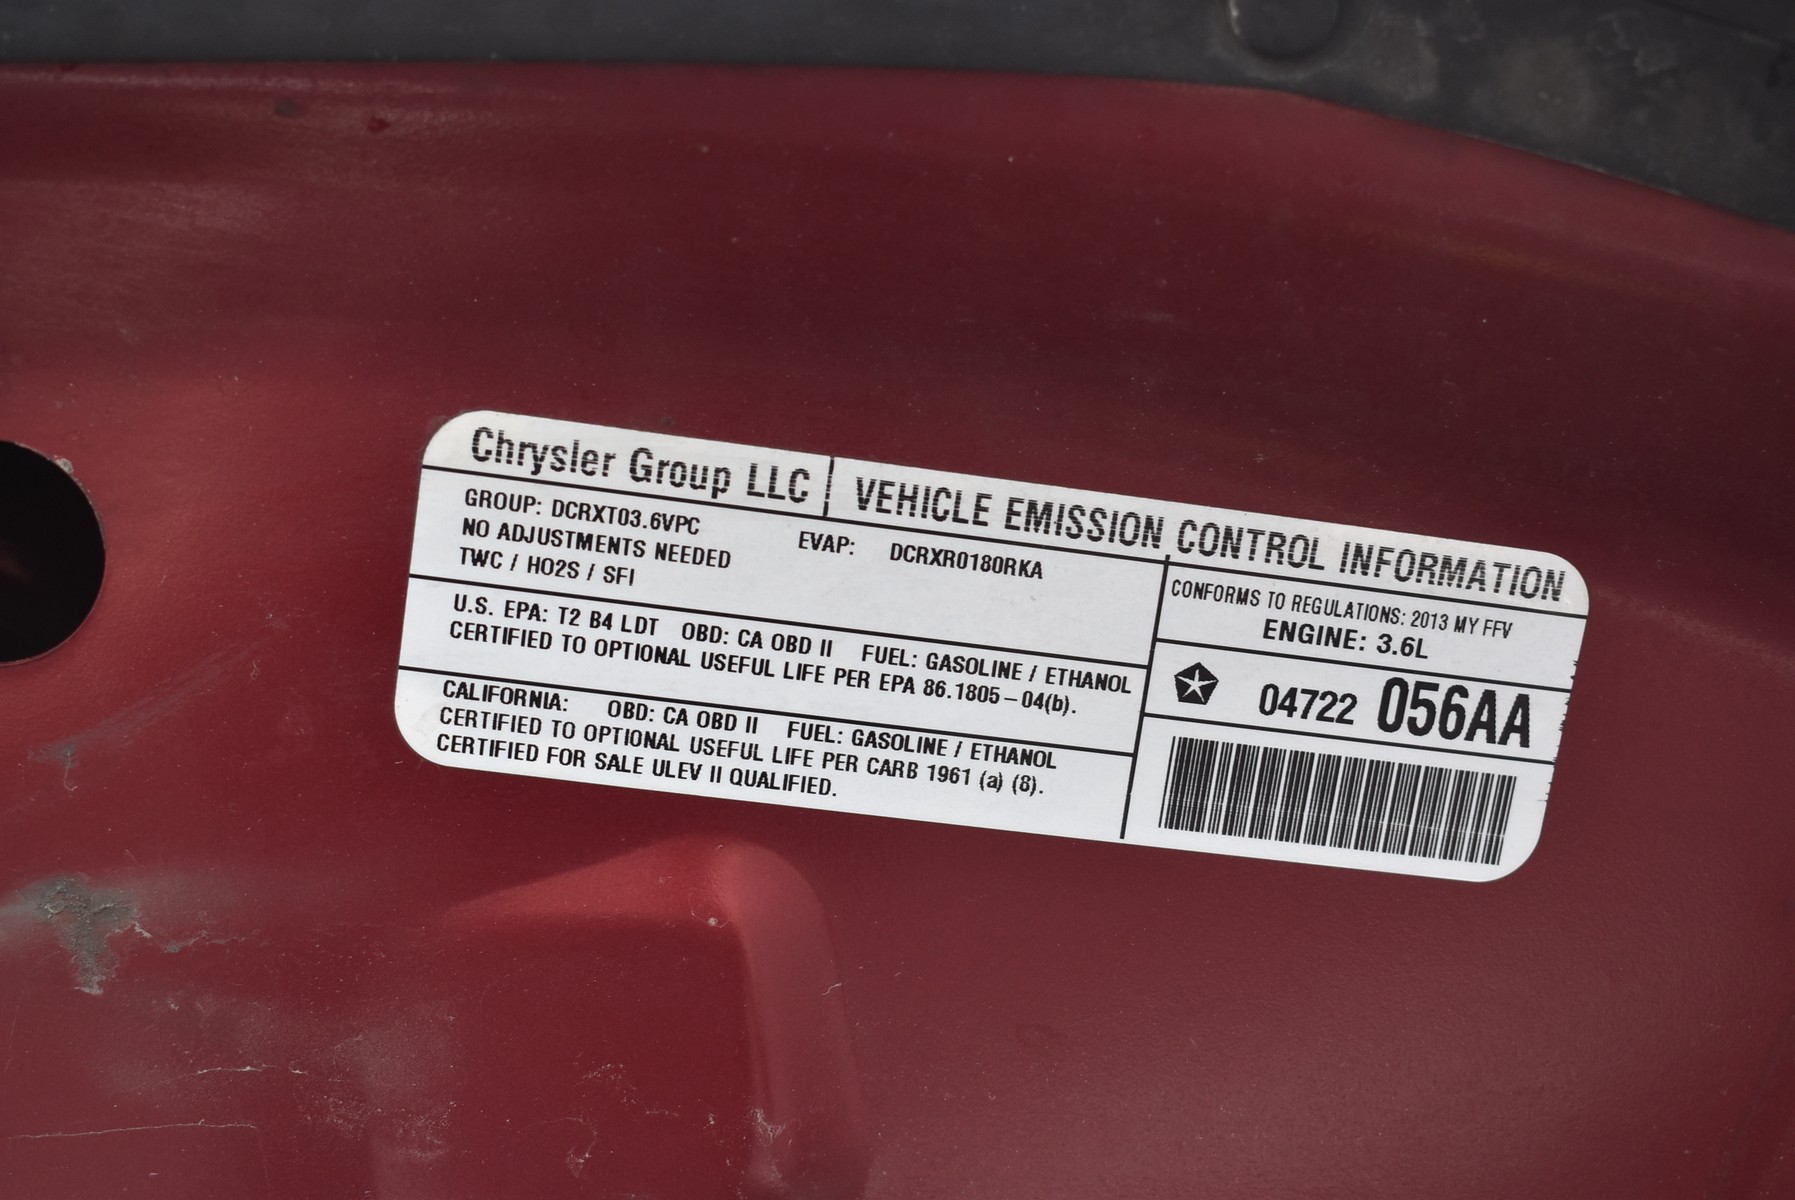 Chrysler Group LLC | VEHICLE EMISSION CONTROL INFORMATION
GROUP: DCRXT03.6VPC EVAP: DCRXR0180RKA
NO ADJUSTMENTS NEEDED
TWC / HO2S / SFI
U.S. EPA: T2 B4 LDT OBD: CA OBD II FUEL: GASOLINE / ETHANOL
CERTIFIED TO OPTIONAL USEFUL LIFE PER EPA 86.1805–04(b).
CALIFORNIA: OBD: CA OBD II FUEL: GASOLINE / ETHANOL
CERTIFIED TO OPTIONAL USEFUL LIFE PER CARB 1961 (a) (8).
CERTIFIED FOR SALE ULEV II QUALIFIED.
CONFORMS TO REGULATIONS: 2013 MY FFV
ENGINE: 3.6L
04722 056AA